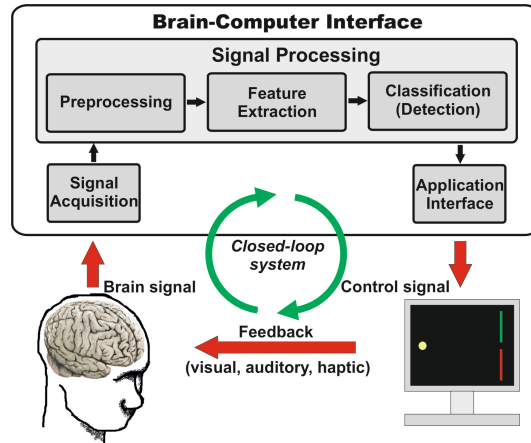 Brain-Computer Interface
Signal Processing
Preprocessing
Feature
Extraction
Classification
(Detection)
Signal
Acquisition
Application
Interface
Closed-loop
system
Brain signal
Control signal
Feedback
(visual, auditory, haptic)